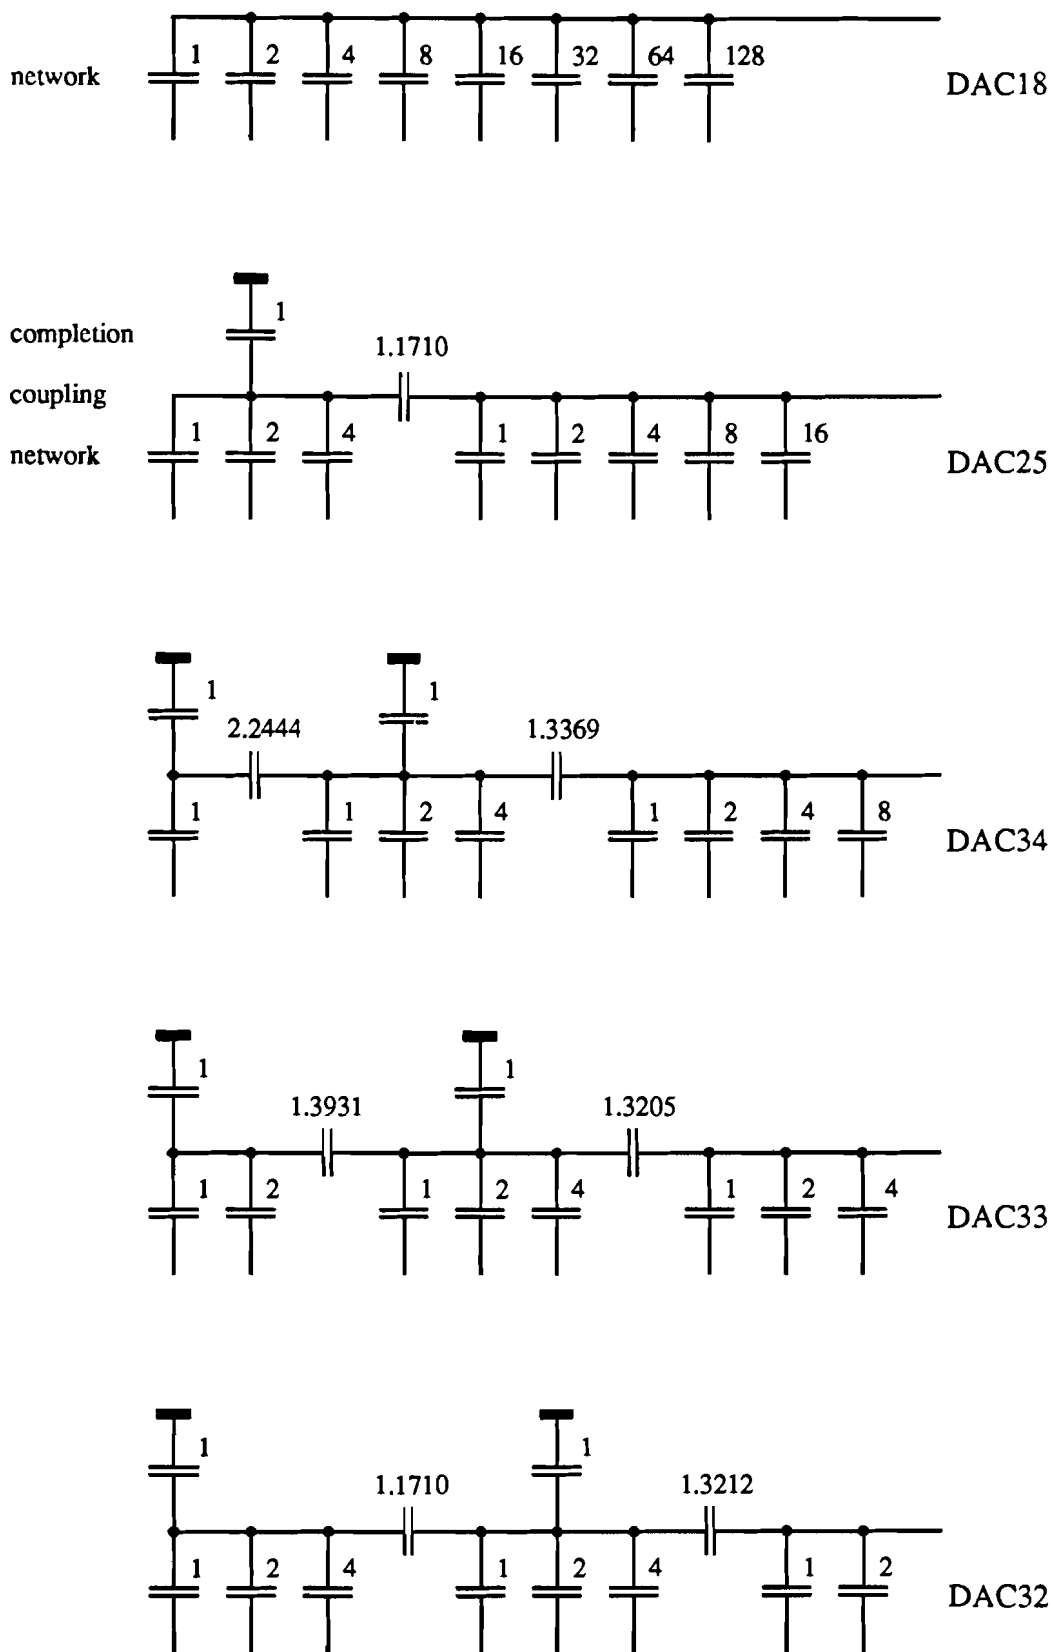 1 2 4 8 16 32 64 128
network
DAC18
1
completion
1.1710
coupling
1 2 4 1 2 4 8 16
network
DAC25
1 1
2.2444 1.3369
1 1 2 4 1 2 4 8
DAC34
1 1
1.3931 1.3205
1 2 1 2 4 1 2 4
DAC33
1 1
1.1710 1.3212
1 2 4 1 2 4 1 2
DAC32